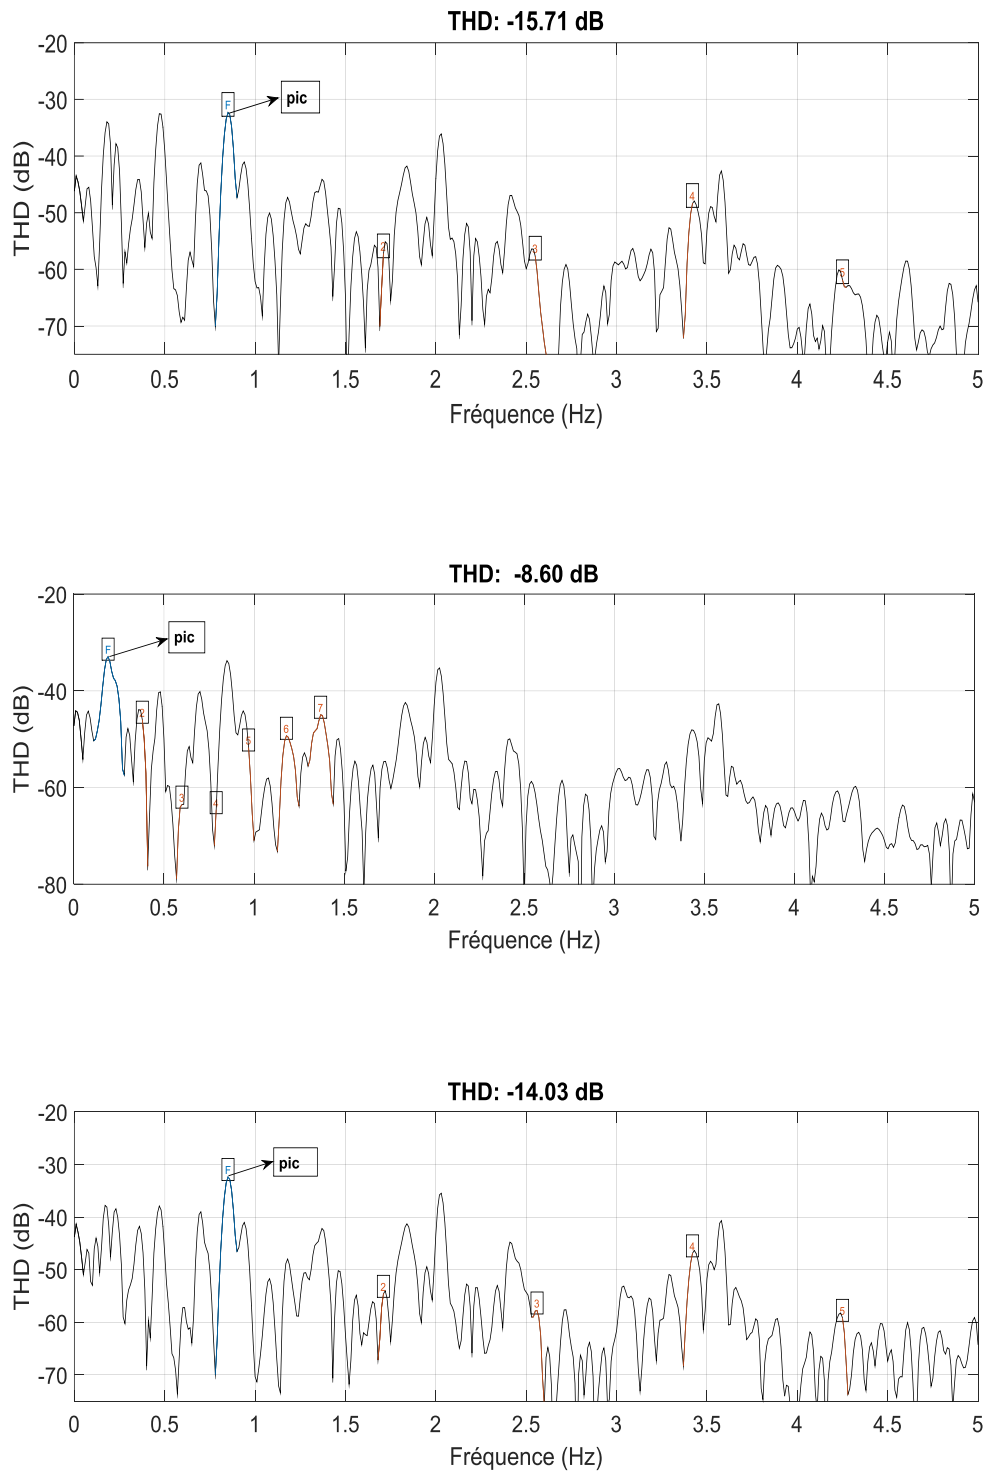 THD: -15.71 dB
-20
-30
-40
-50
-60
-70
THD (dB)
F
pic
2
3
4
5
0 0.5 1 1.5 2 2.5 3 3.5 4 4.5 5
Fréquence (Hz)
THD: -8.60 dB
-20
-40
-60
-80
THD (dB)
F
pic
2
3
4
5
6
7
0 0.5 1 1.5 2 2.5 3 3.5 4 4.5 5
Fréquence (Hz)
THD: -14.03 dB
-20
-30
-40
-50
-60
-70
THD (dB)
F
pic
2
3
4
5
0 0.5 1 1.5 2 2.5 3 3.5 4 4.5 5
Fréquence (Hz)